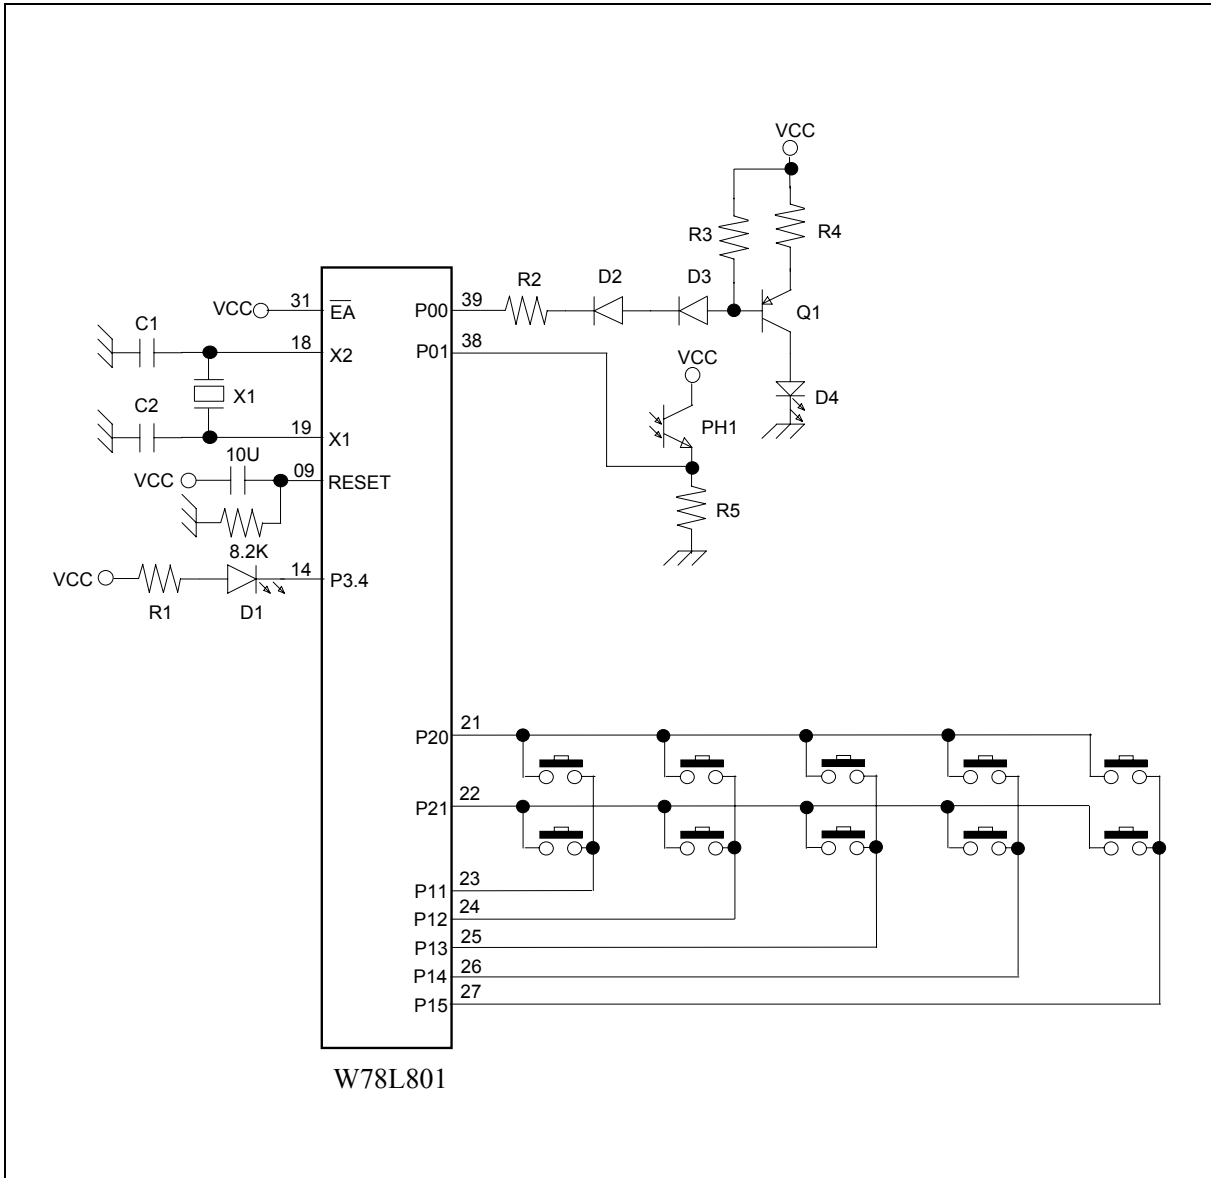 VCC
R3
R4
R2
D2
D3
Q1
VCC
31
EA
P00
39
C1
18
X2
P01
38
VCC
X1
D4
C2
19
X1
PH1
10U
09
RESET
VCC
R5
8.2K
VCC
14
P3.4
R1
D1
P20
21
P21
22
P11
23
P12
24
P13
25
P14
26
P15
27
W78L801